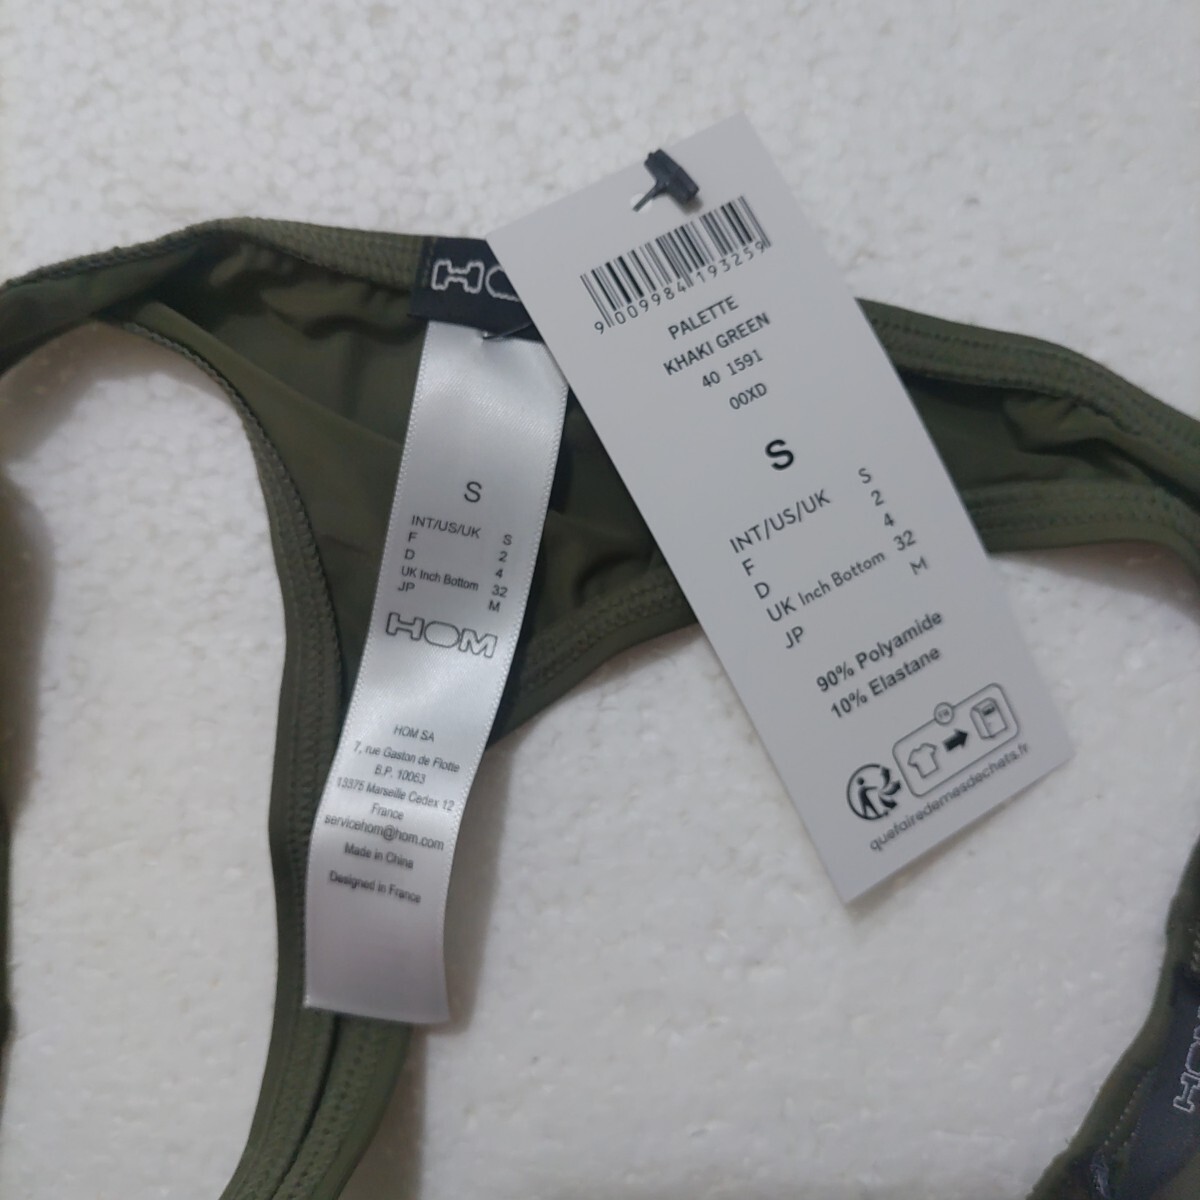 HO
S
INT/US/UK S
F 2
D 4
UK Inch Bottom 32
JP M
HOM
HOM SA
7, rue Gaston de Flotte
B.P. 10063
13375 Marseille Cedex 12
France
servicehom@hom.com
Made in China
Designed in France
9 009984 193259
PALETTE
KHAKI GREEN
40 1591
00XD
S
INT/US/UK S
F 2
D 4
UK Inch Bottom 32
JP M
90% Polyamide
10% Elastane
FR
quefairedemesdechets.fr
HO